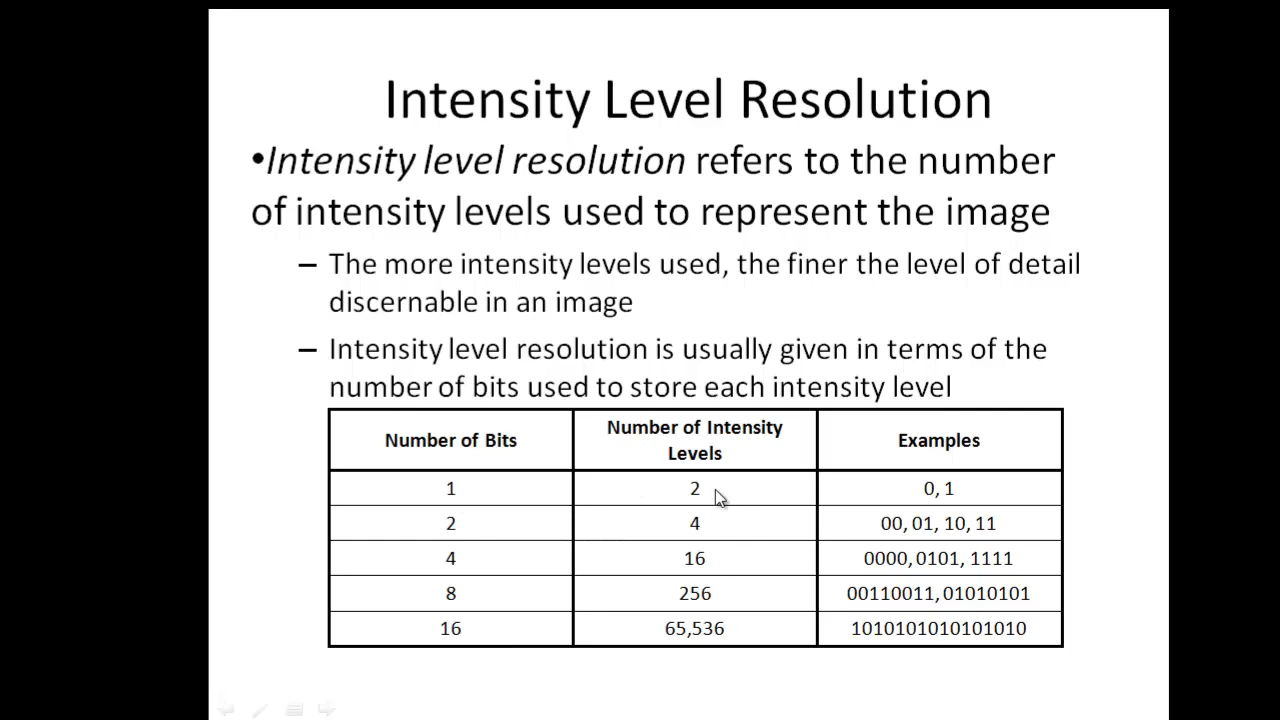 Intensity Level Resolution
•Intensity level resolution refers to the number
of intensity levels used to represent the image
– The more intensity levels used, the finer the level of detail
discernable in an image
– Intensity level resolution is usually given in terms of the
number of bits used to store each intensity level
Number of Bits Number of Intensity Levels Examples
1 2 0, 1
2 4 00, 01, 10, 11
4 16 0000, 0101, 1111
8 256 00110011, 01010101
16 65,536 1010101010101010